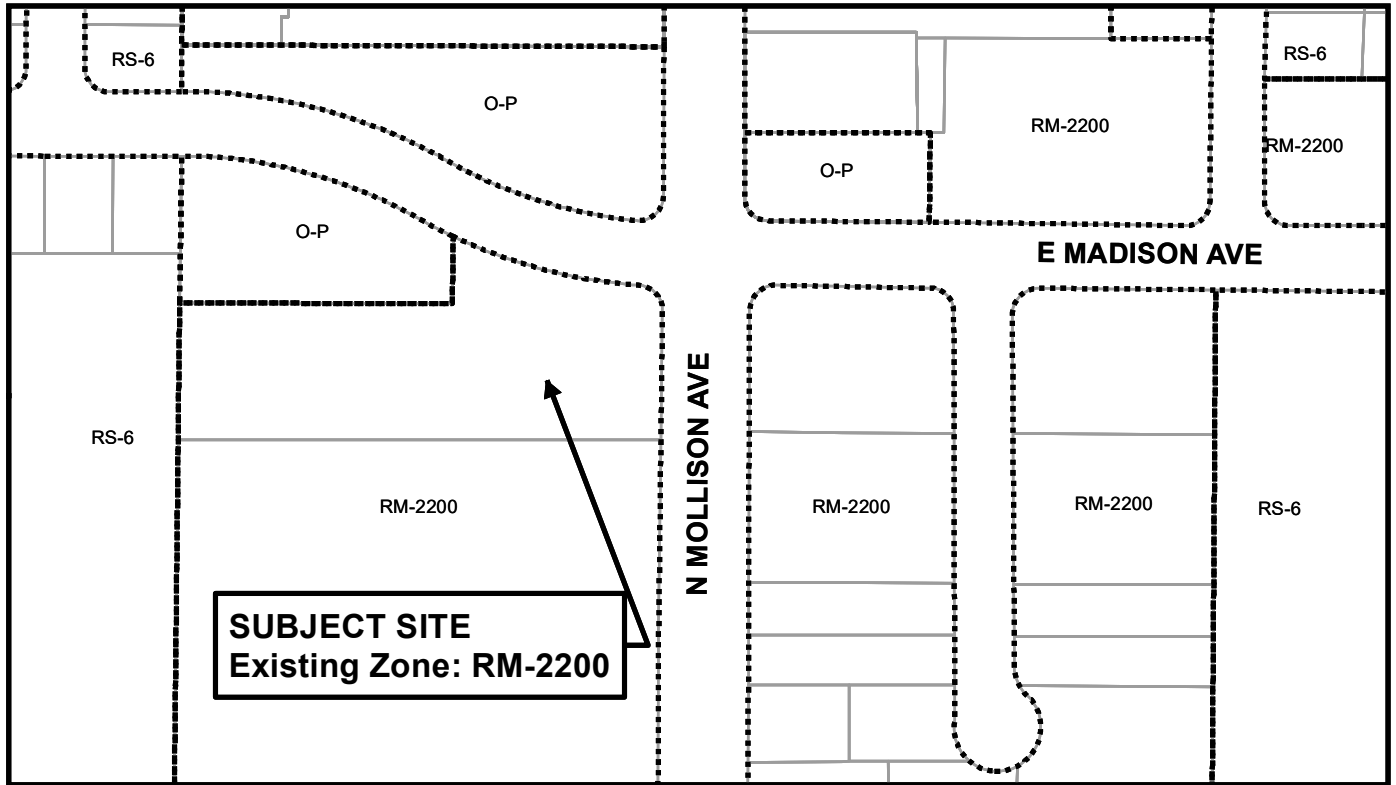 RS-6
O-P
RS-6
RM-2200
RM-2200
O-P
O-P
E MADISON AVE
N MOLLISON AVE
RS-6
RM-2200
RM-2200
RM-2200
RS-6
SUBJECT SITE
Existing Zone: RM-2200